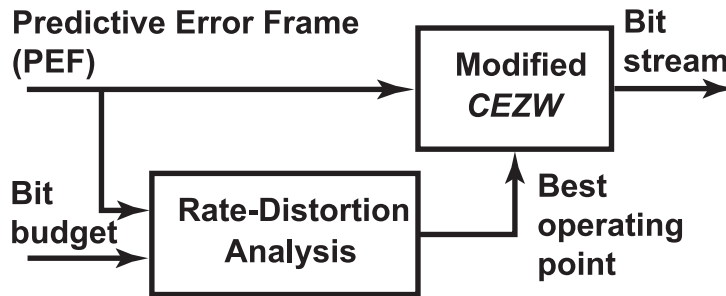 Predictive Error Frame
(PEF)
Modified
CEZW
Bit
stream
Bit
budget
Rate-Distortion
Analysis
Best
operating
point